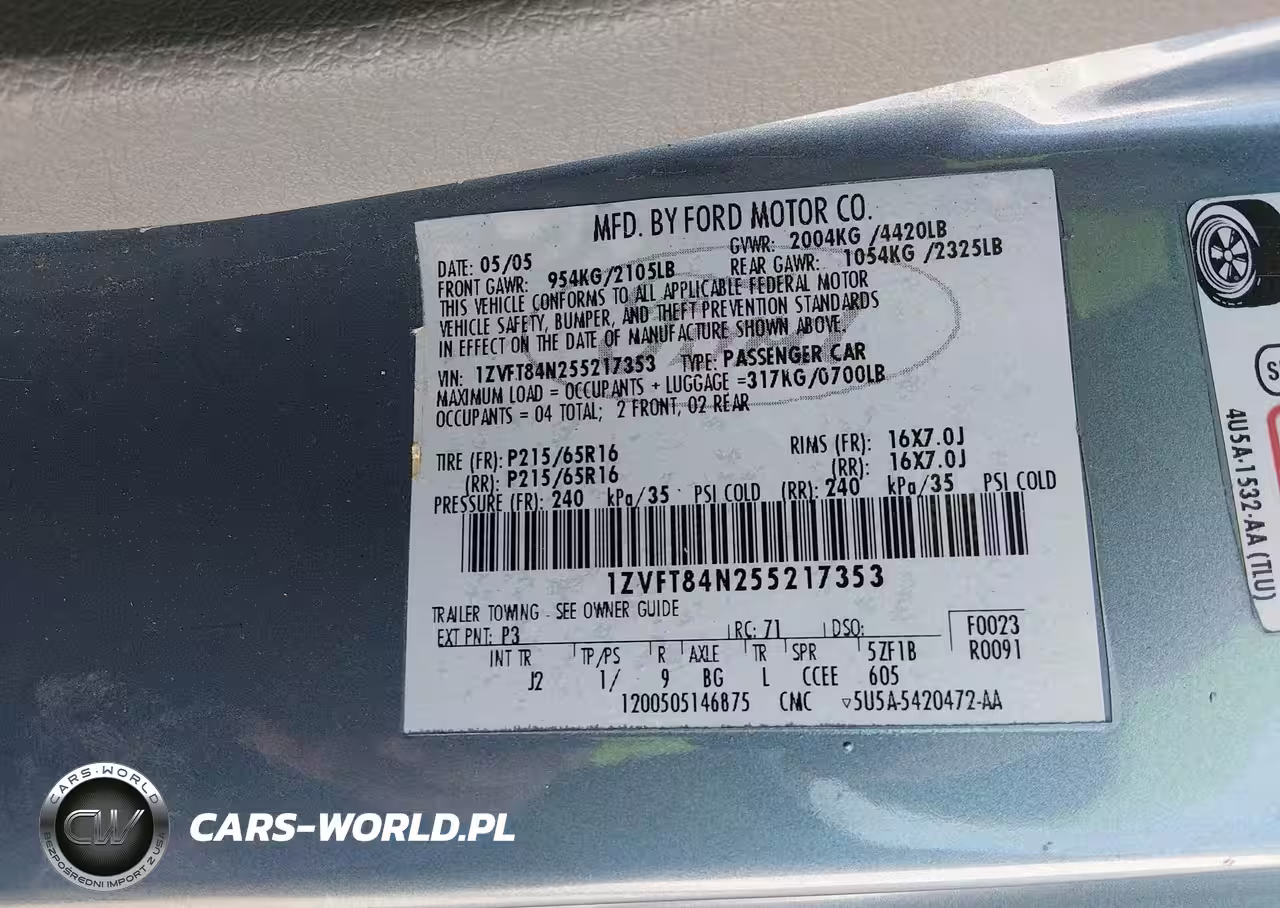 MFD. BY FORD MOTOR CO.
DATE: 05/05 GVWR: 2004KG /4420LB
FRONT GAWR: 954KG/2105LB REAR GAWR: 1054KG /2325LB
THIS VEHICLE CONFORMS TO ALL APPLICABLE FEDERAL MOTOR
VEHICLE SAFETY, BUMPER, AND THEFT PREVENTION STANDARDS
IN EFFECT ON THE DATE OF MANUFACTURE SHOWN ABOVE.
VIN: 1ZVFT84N255217353 TYPE: PASSENGER CAR
MAXIMUM LOAD = OCCUPANTS + LUGGAGE =317KG/0700LB
OCCUPANTS = 04 TOTAL; 2 FRONT, 02 REAR
TIRE (FR): P215/65R16 RIMS (FR): 16X7.0J
(RR): P215/65R16 (RR): 16X7.0J
PRESSURE (FR): 240 kPa/35 PSI COLD (RR): 240 kPa/35 PSI COLD
1ZVFT84N255217353
TRAILER TOWING - SEE OWNER GUIDE
EXT PNT: P3 RC: 71 DSO: F0023
INT TR TP/PS R AXLE TR SPR 5ZF1B R0091
J2 1/ 9 BG L CCEE 605
1200505146875 CMC ▽5U5A-5420472-AA
4U5A-1532-AA (TLU)
CARS-WORLD
CW
BEZPOŚREDNI IMPORT Z USA
CARS-WORLD.PL